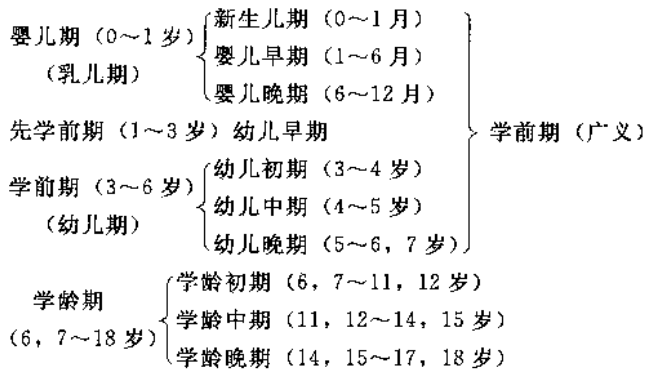 新生儿期（0～1月）
婴儿期（0～1岁） 婴儿早期（1～6月）
（乳儿期）
婴儿晚期（6～12月）
先学前期（1～3岁）幼儿早期 学前期（广义）
幼儿初期（3～4岁）
学前期（3～6岁） 幼儿中期（4～5岁）
（幼儿期）
幼儿晚期（5～6，7岁）
学龄初期（6，7～11，12岁）
学龄期
学龄中期（11，12～14，15岁）
（6，7～18岁）
学龄晚期（14，15～17，18岁）